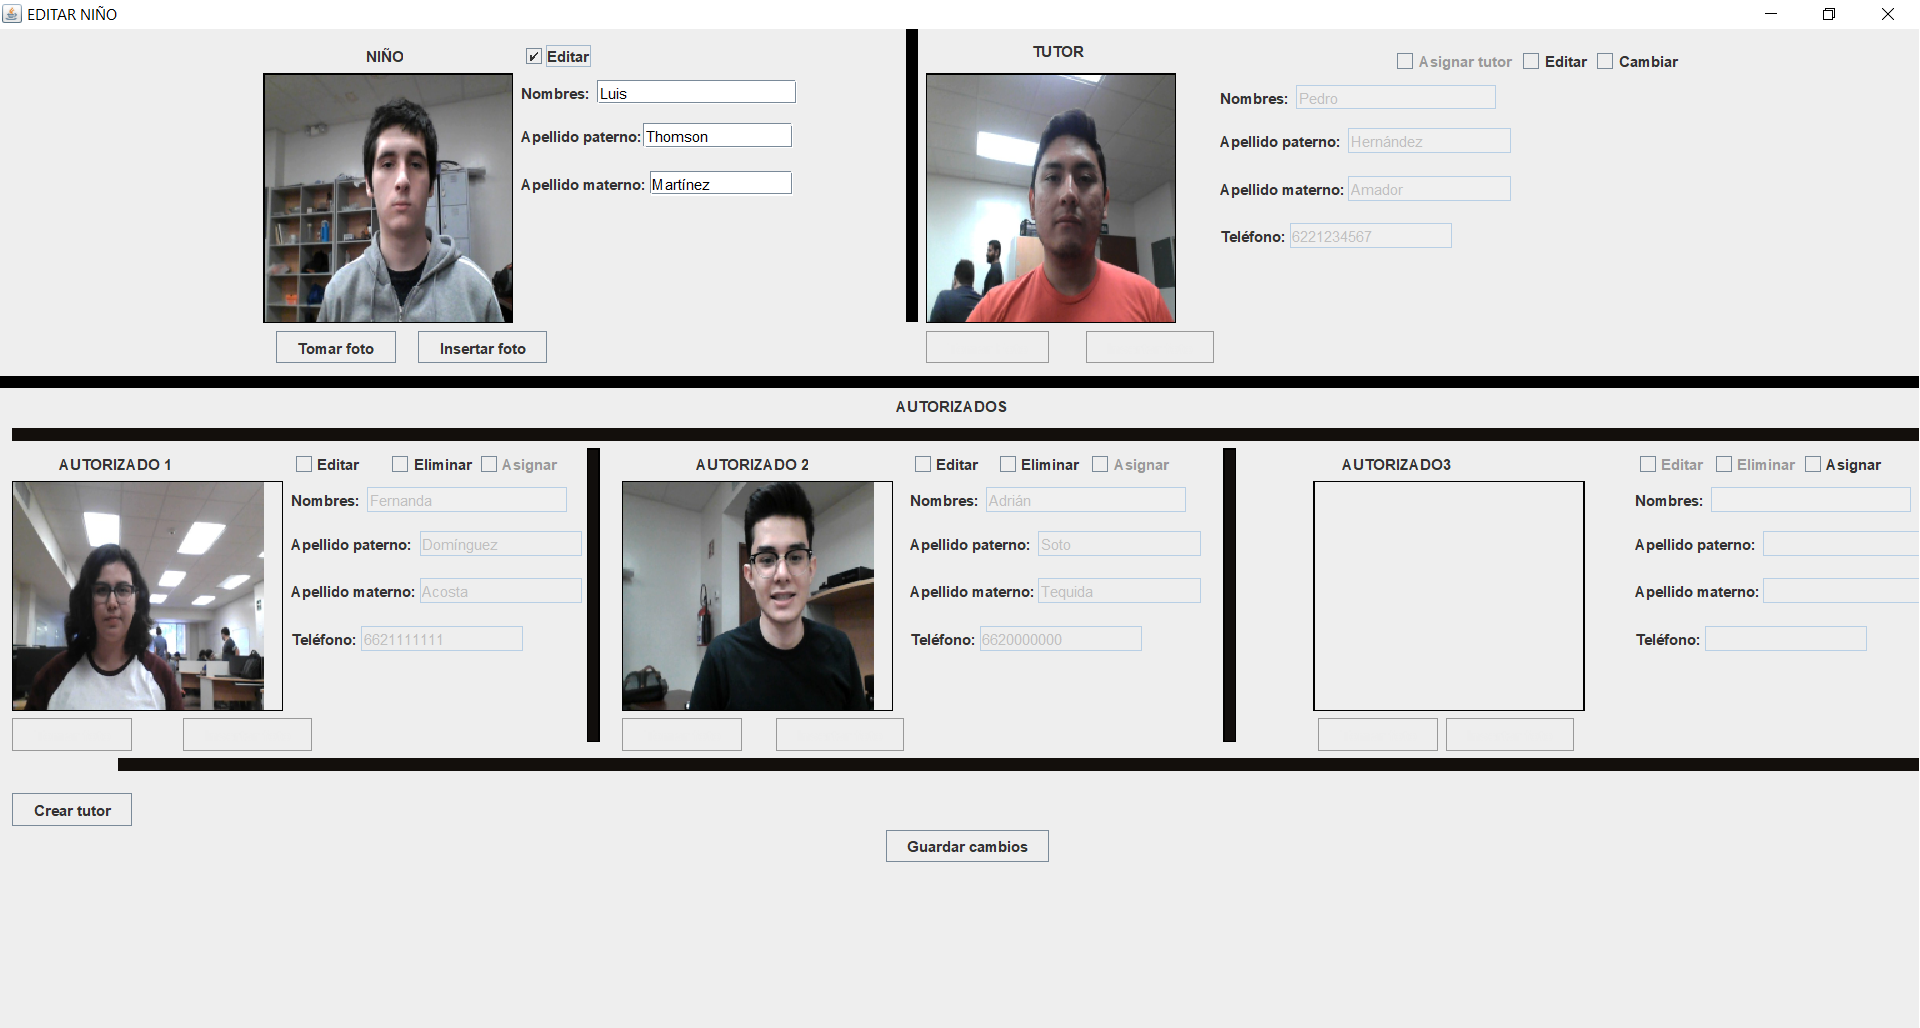 EDITAR NIÑO
NIÑO
Editar
Nombres: Luis
Apellido paterno: Thomson
Apellido materno: Martínez
Tomar foto
Insertar foto
TUTOR
Asignar tutor Editar Cambiar
Nombres: Pedro
Apellido paterno: Hernández
Apellido materno: Amador
Teléfono: 6221234567
AUTORIZADOS
AUTORIZADO 1
Editar Eliminar Asignar
Nombres: Fernanda
Apellido paterno: Domínguez
Apellido materno: Acosta
Teléfono: 6621111111
AUTORIZADO 2
Editar Eliminar Asignar
Nombres: Adrián
Apellido paterno: Soto
Apellido materno: Tequida
Teléfono: 6620000000
AUTORIZADO3
Editar Eliminar Asignar
Nombres:
Apellido paterno:
Apellido materno:
Teléfono:
Crear tutor
Guardar cambios